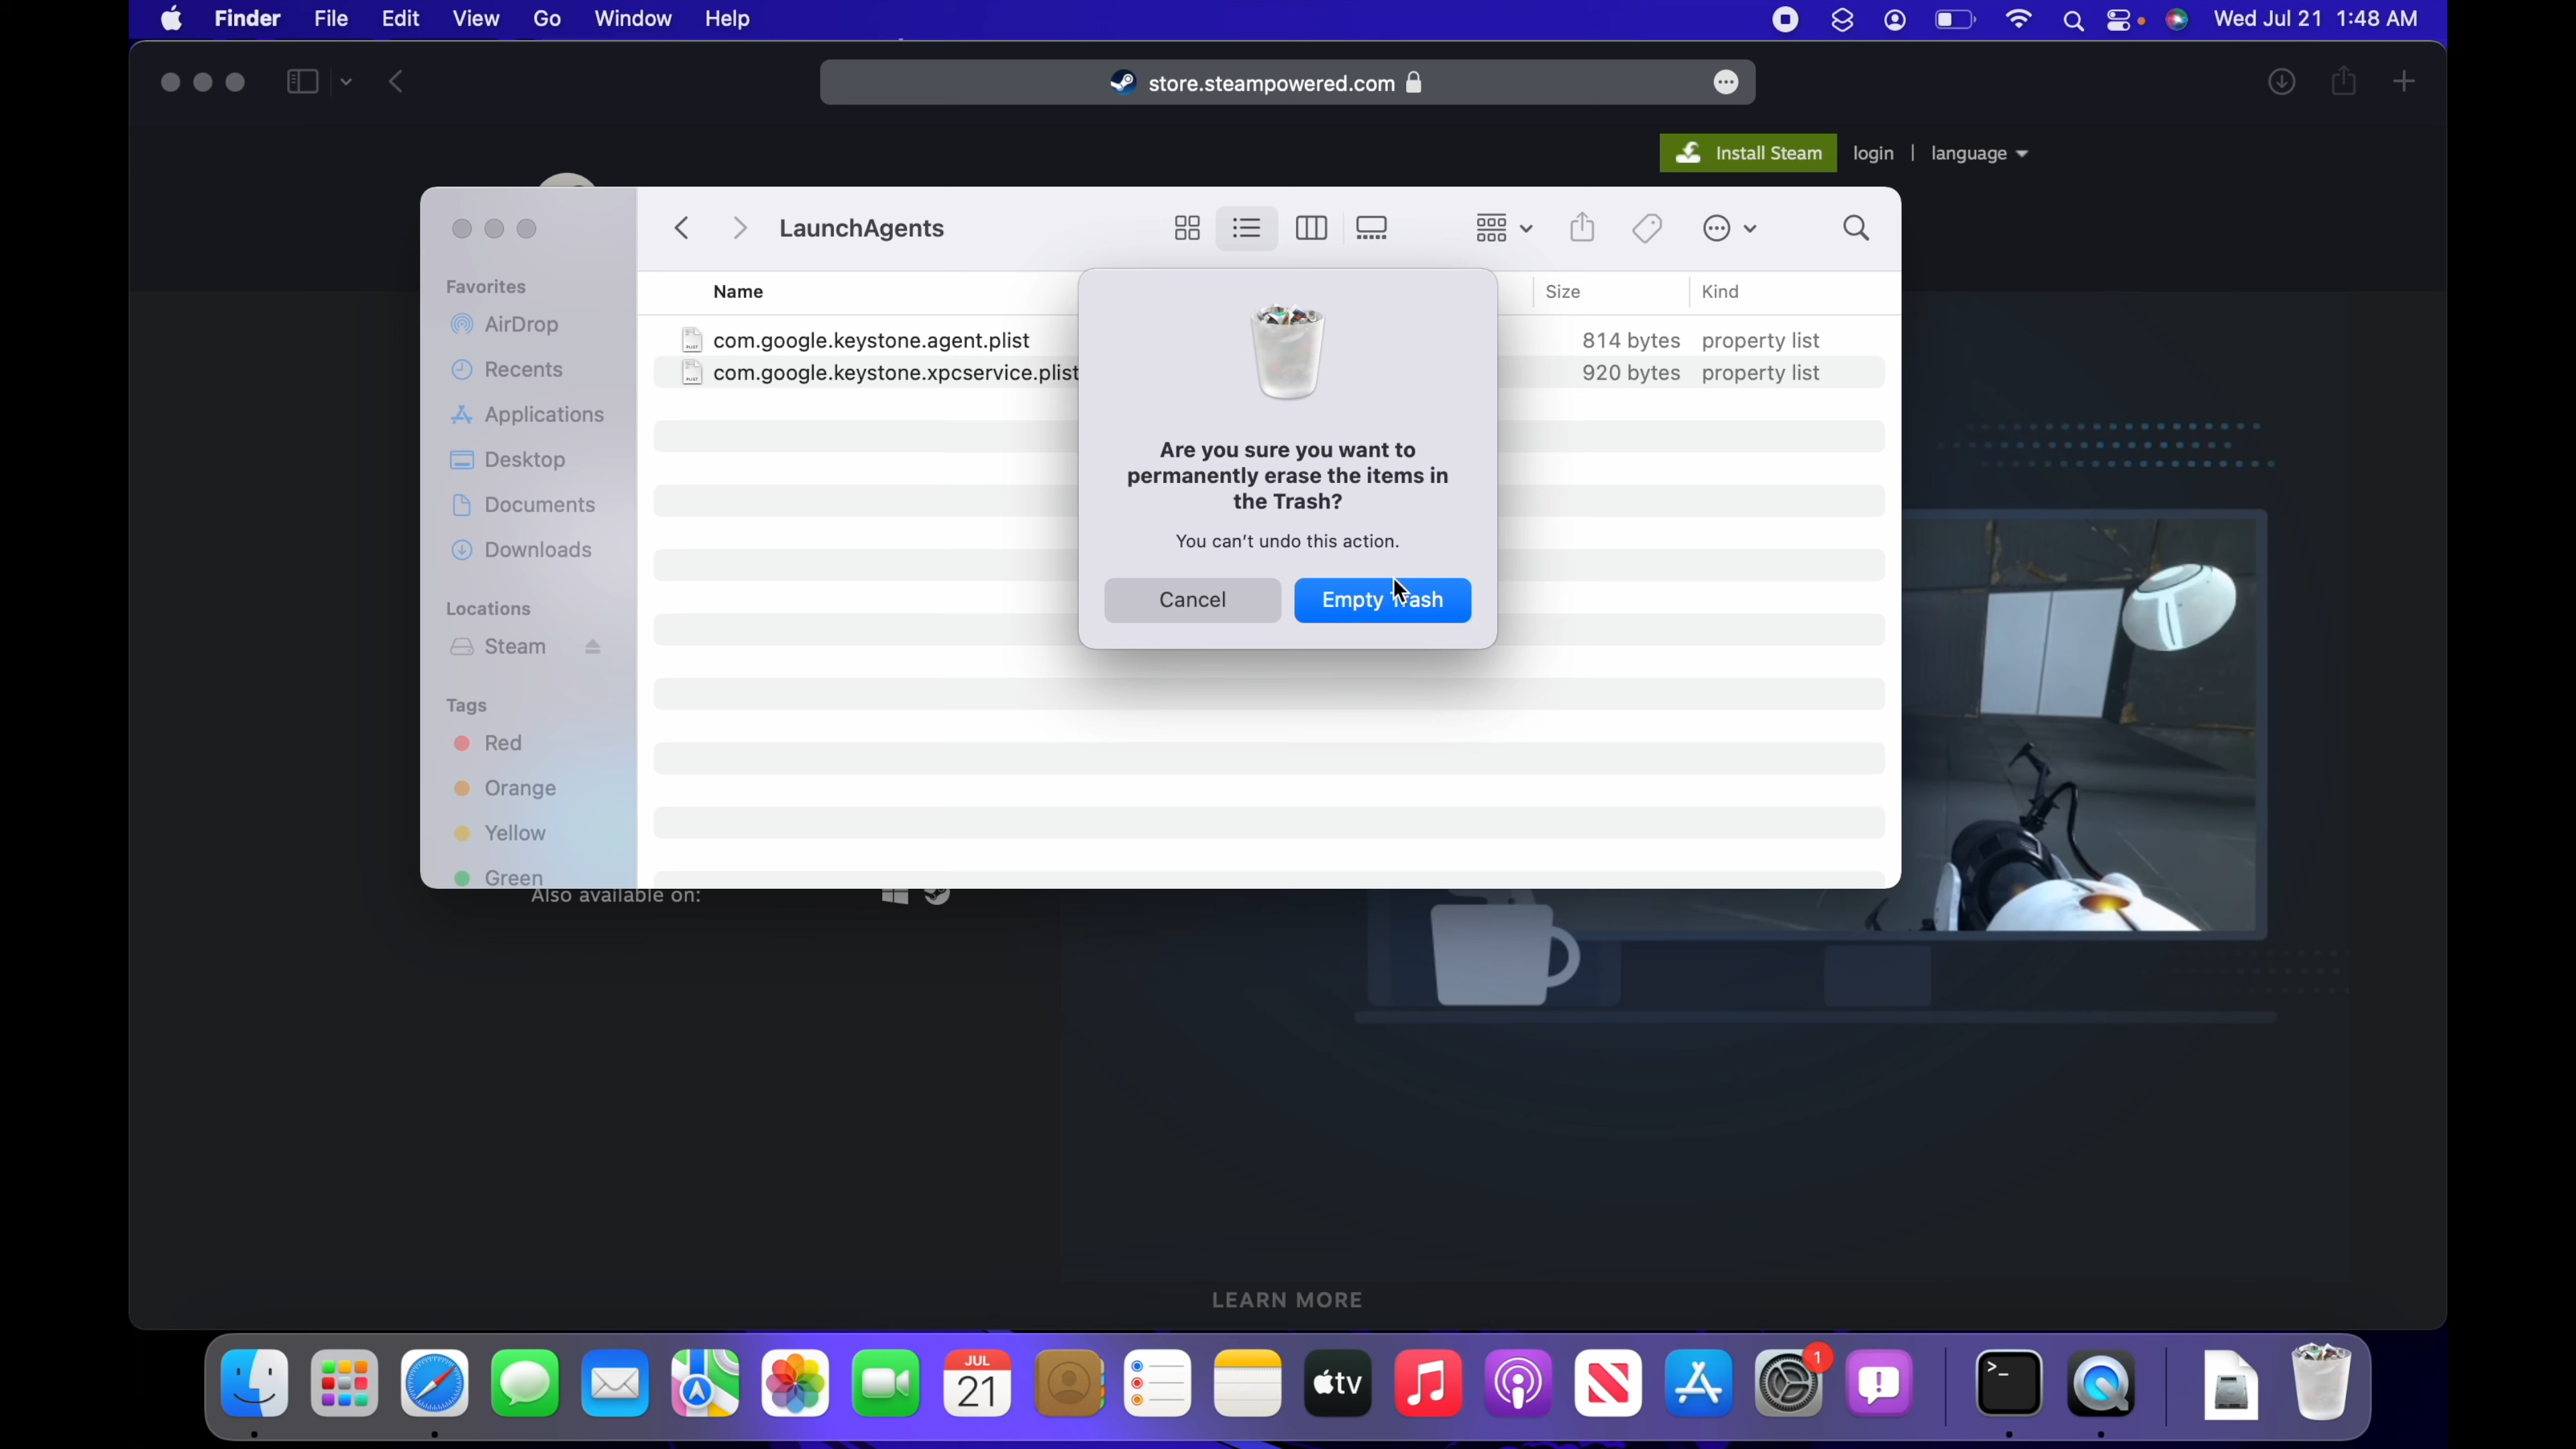 Finder File Edit View Go Window Help Wed Jul 21 1:48 AM
store.steampowered.com
Install Steam login | language
LaunchAgents
Favorites
AirDrop
Recents
Applications
Desktop
Documents
Downloads
Locations
Steam
Tags
Red
Orange
Yellow
Green
Name Size Kind
com.google.keystone.agent.plist 814 bytes property list
com.google.keystone.xpcservice.plist 920 bytes property list
Are you sure you want to
permanently erase the items in
the Trash?
You can't undo this action.
Cancel Empty Trash
Also available on:
LEARN MORE
JUL
21
tv
1